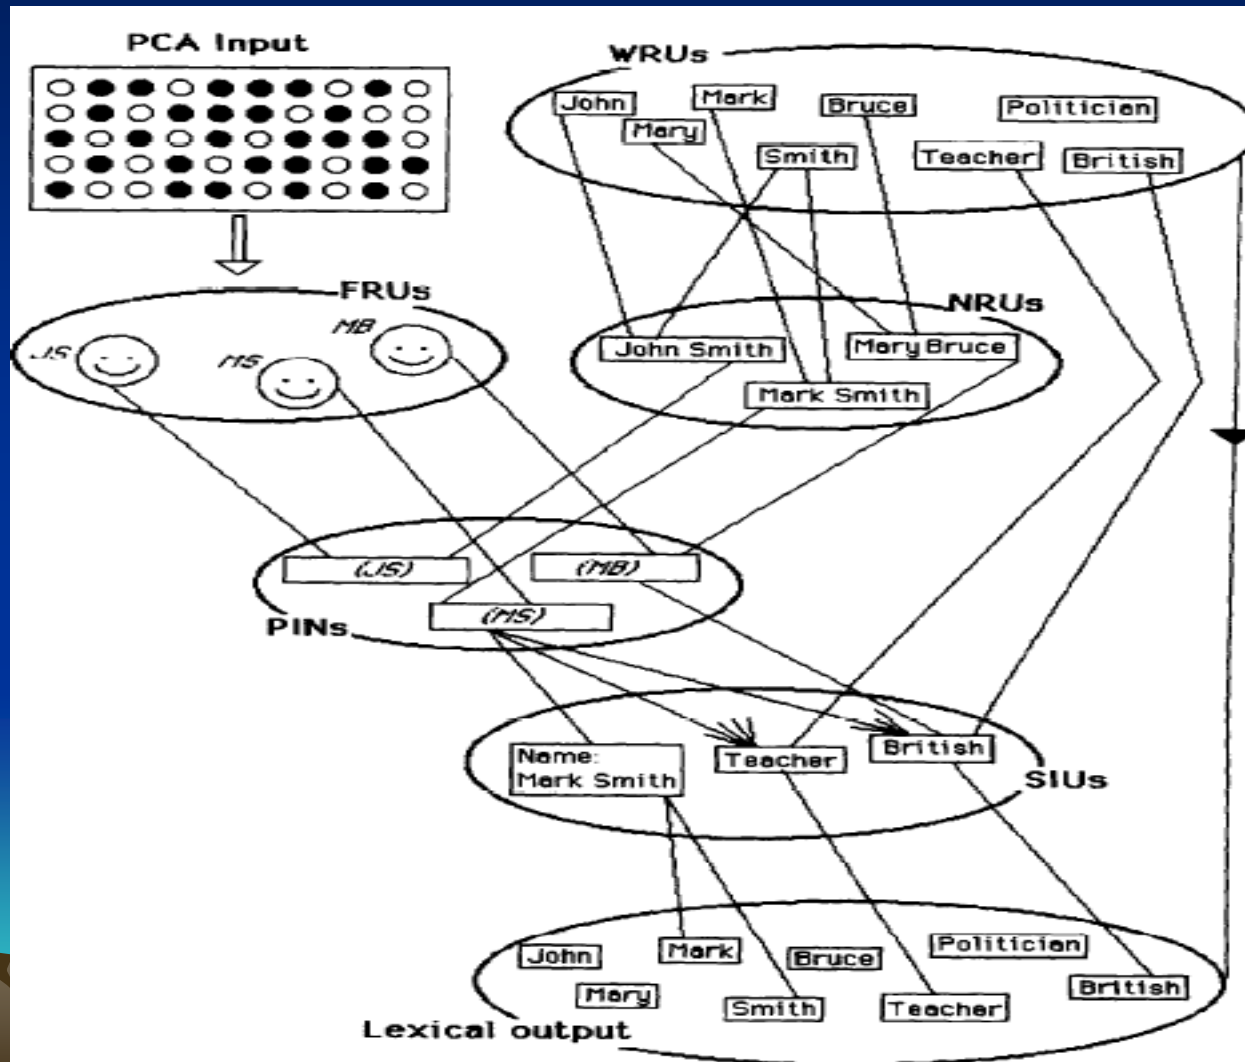 PCA Input
WRUs
John
Mark
Bruce
Politician
Mary
Smith
Teacher
British
FRUs
JS
MS
MB
NRUs
John Smith
Mary Bruce
Mark Smith
(JS)
(MB)
(MS)
PINs
Name:
Mark Smith
Teacher
British
SIUs
John
Mark
Bruce
Politician
Mary
Smith
Teacher
British
Lexical output